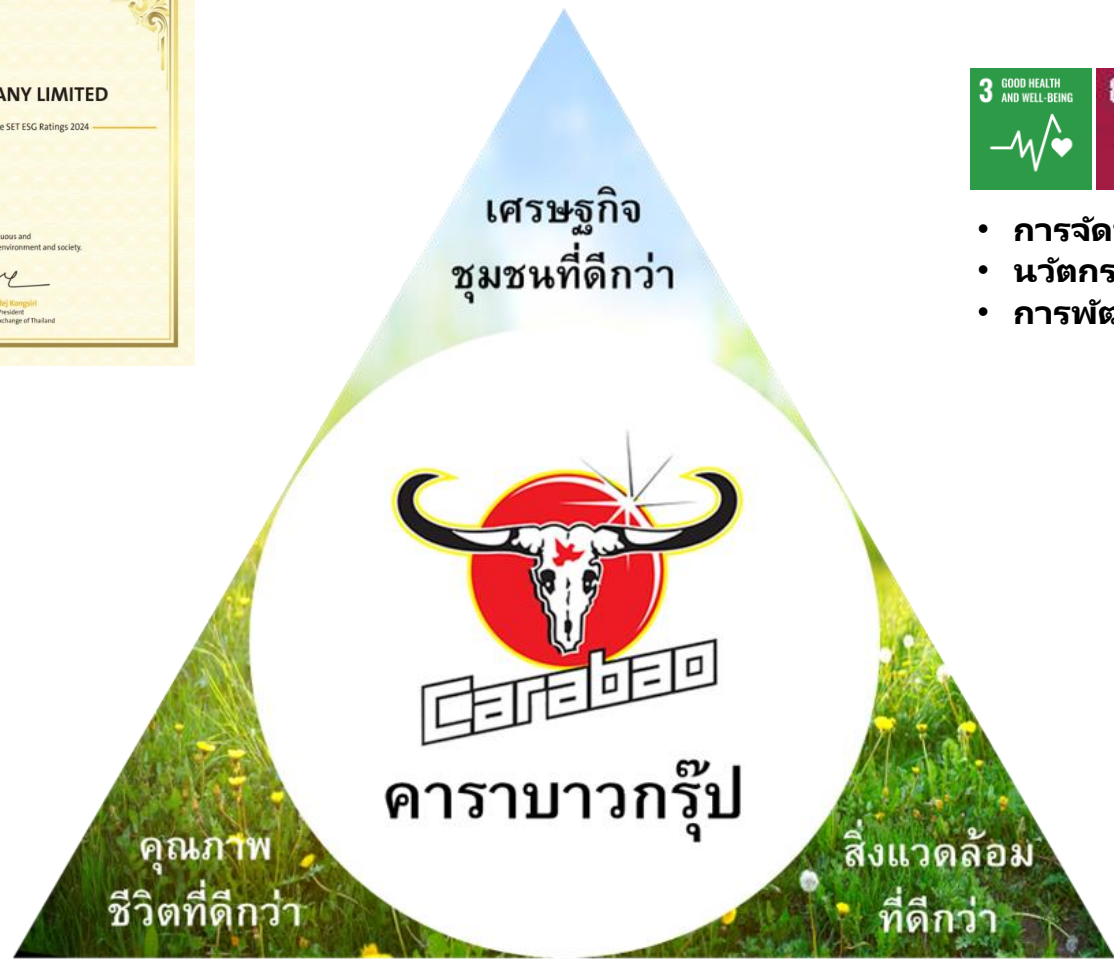 ANY LIMITED
e SET ESG Ratings 2024
uous and
environment and society.
President
xchange of Thailand
3 GOOD HEALTH
AND WELL-BEING
เศรษฐกิจ
ชุมชนที่ดีกว่า
Carabao
คาราบาวกรุ๊ป
คุณภาพ
ชีวิตที่ดีกว่า
สิ่งแวดล้อม
ที่ดีกว่า